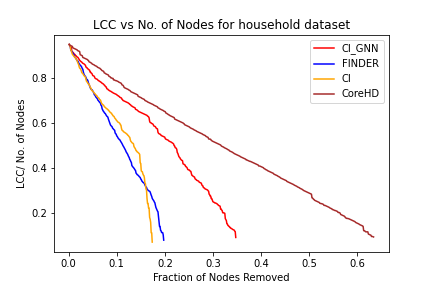 LCC vs No. of Nodes for household dataset
CI_GNN
FINDER
CI
CoreHD
LCC/ No. of Nodes
0.8
0.6
0.4
0.2
0.0 0.1 0.2 0.3 0.4 0.5 0.6
Fraction of Nodes Removed